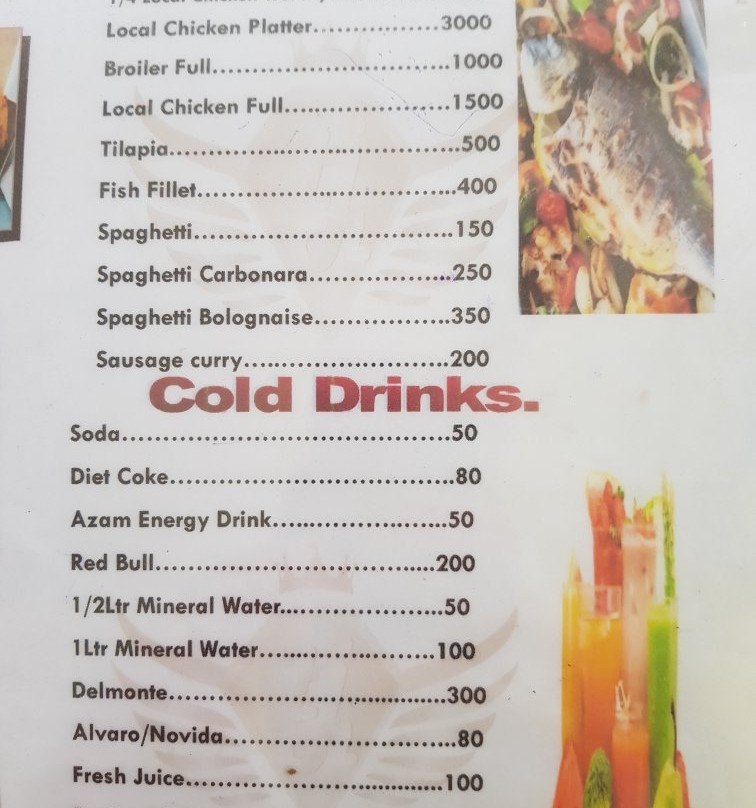 Local Chicken Platter...............3000
Broiler Full.............................1000
Local Chicken Full....................1500
Tilapia...................................500
Fish Fillet................................400
Spaghetti................................150
Spaghetti Carbonara..................250
Spaghetti Bolognaise.................350
Sausage curry.........................200
Cold Drinks.
Soda........................................50
Diet Coke...................................80
Azam Energy Drink.....................50
Red Bull..................................200
1/2Ltr Mineral Water...................50
1Ltr Mineral Water.....................100
Delmonte..................................300
Alvaro/Novida............................80
Fresh Juice...............................100